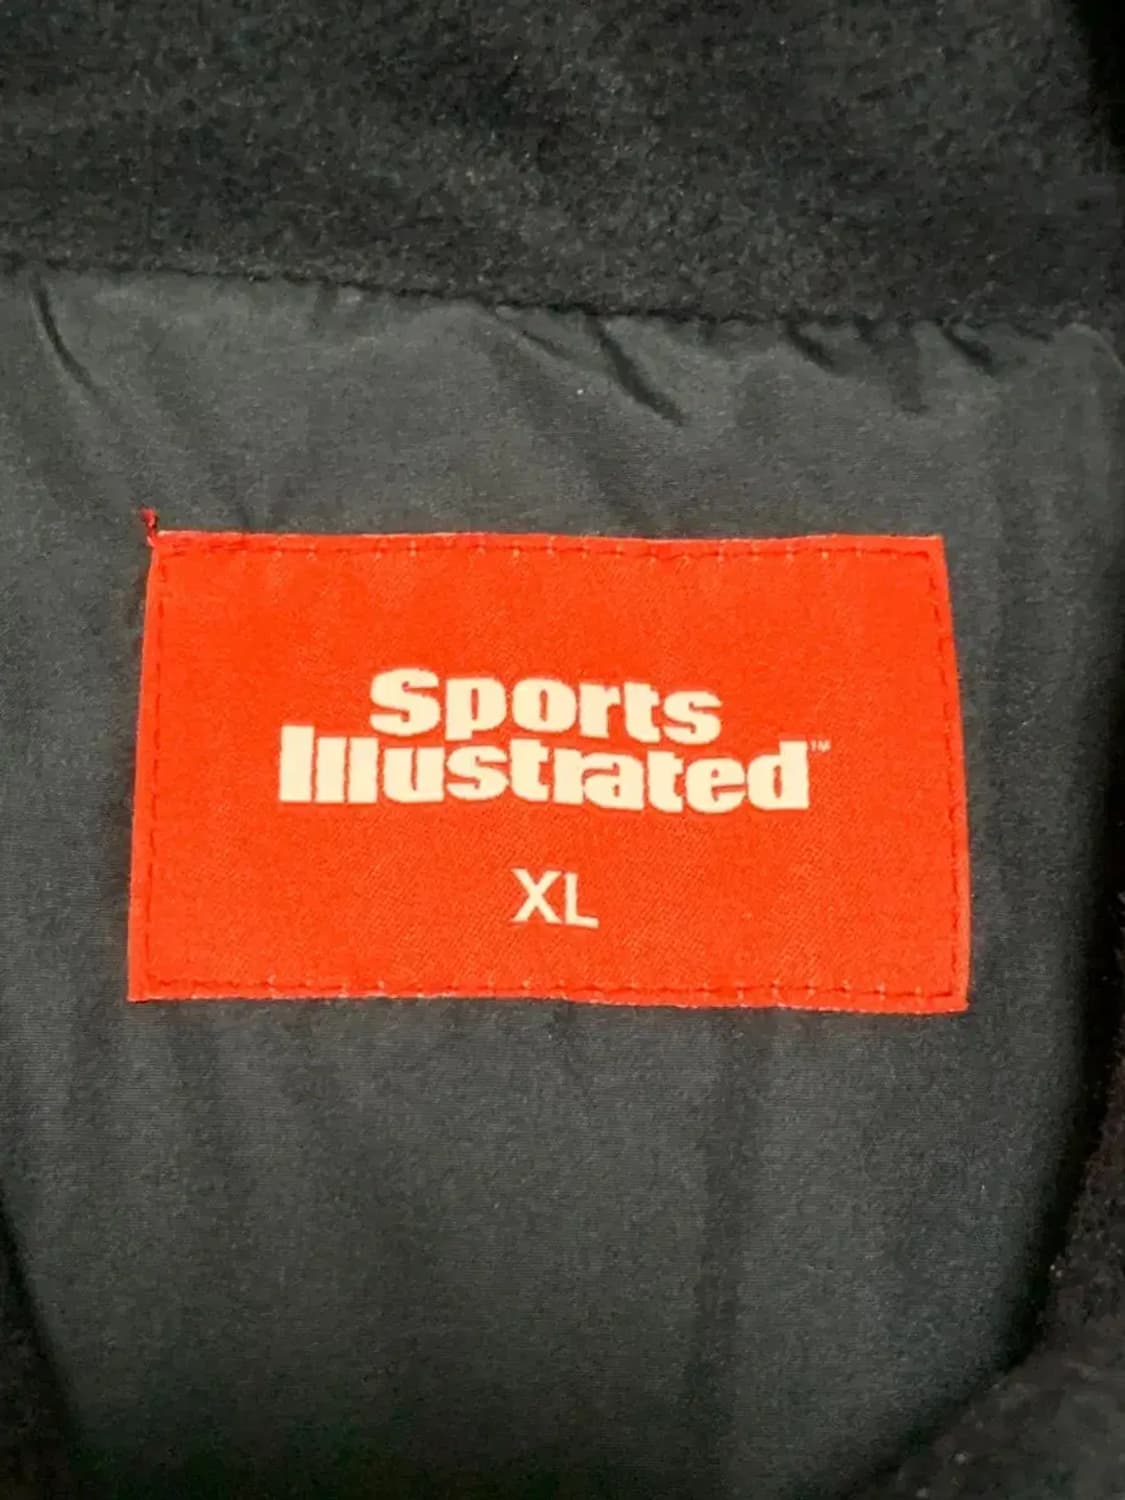 Sports
Illustrated™
XL